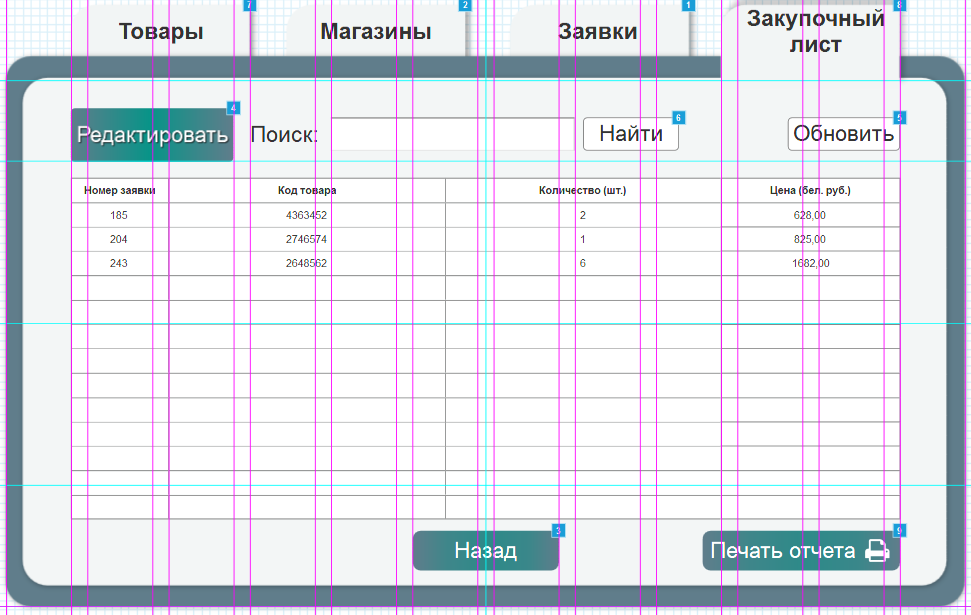 7 2 1 8
Товары Магазины Заявки Закупочный
лист
4 6 5
Редактировать Поиск: Найти Обновить
Номер заявки Код товара Количество (шт.) Цена (бел. руб.)
185 4363452 2 628,00
204 2746574 1 825,00
243 2648562 6 1682,00
3 9
Назад Печать отчета